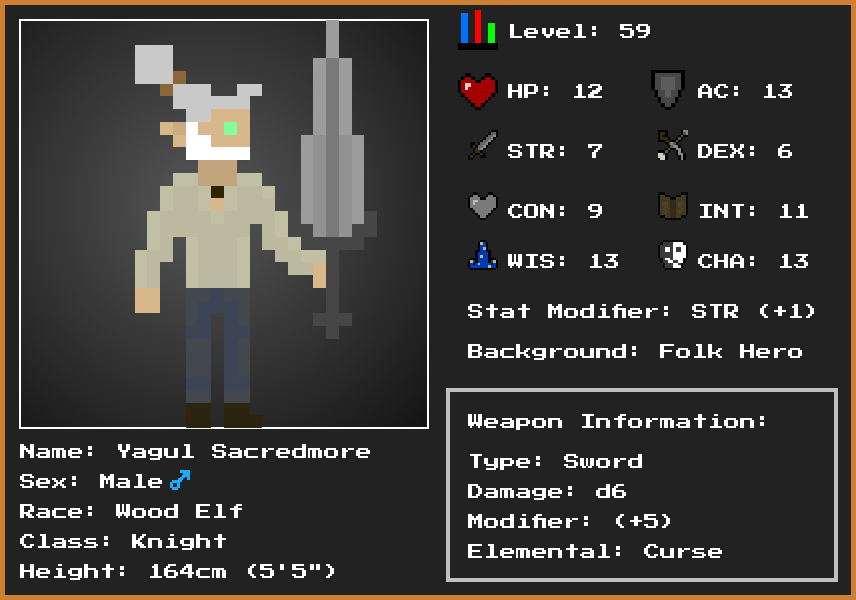 Level: 59
HP: 12
AC: 13
STR: 7
DEX: 6
CON: 9
INT: 11
WIS: 13
CHA: 13
Stat Modifier: STR (+1)
Background: Folk Hero
Weapon Information:
Type: Sword
Damage: d6
Modifier: (+5)
Elemental: Curse
Name: Yagul Sacredmore
Sex: Male ♂
Race: Wood Elf
Class: Knight
Height: 164cm (5'5")